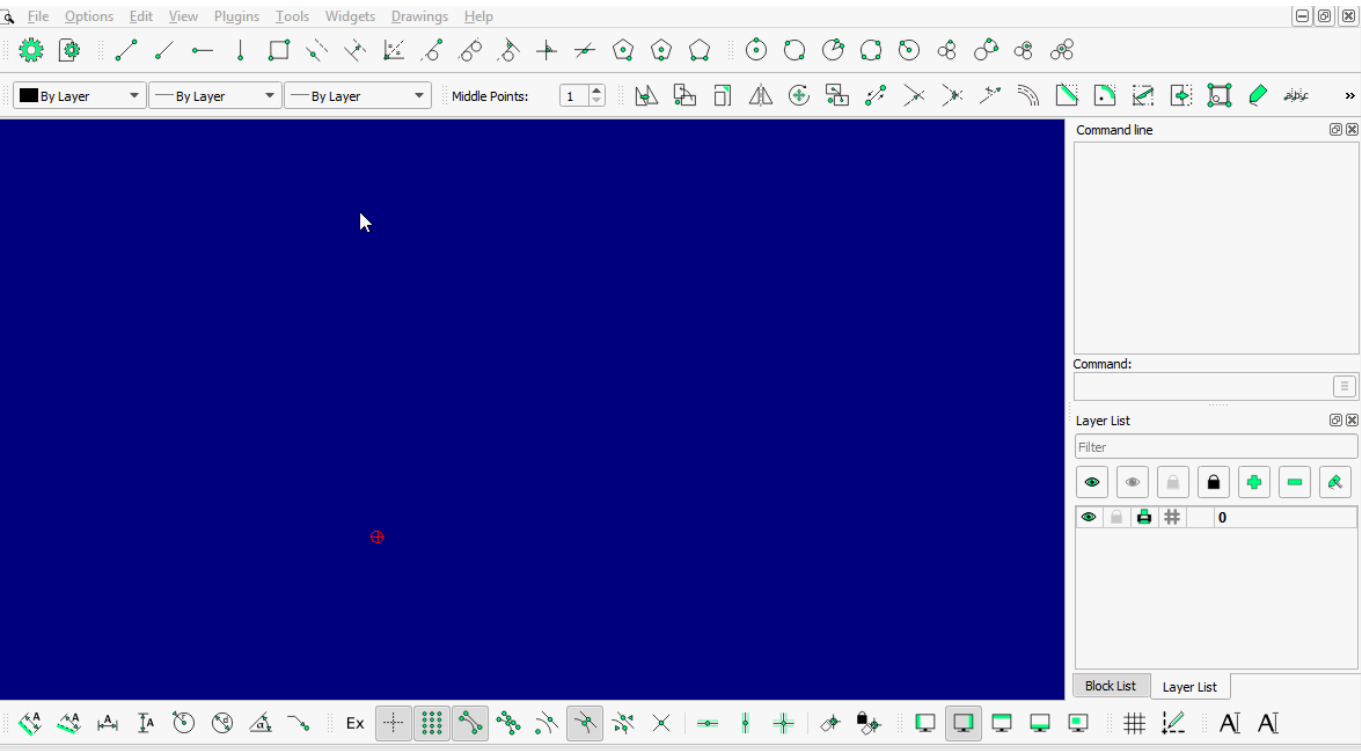 File Options Edit View Plugins Tools Widgets Drawings Help
By Layer By Layer By Layer Middle Points: 1 abc »
Command line
Command:
Layer List
Filter
0
Block List Layer List
A A A A α Ex A A